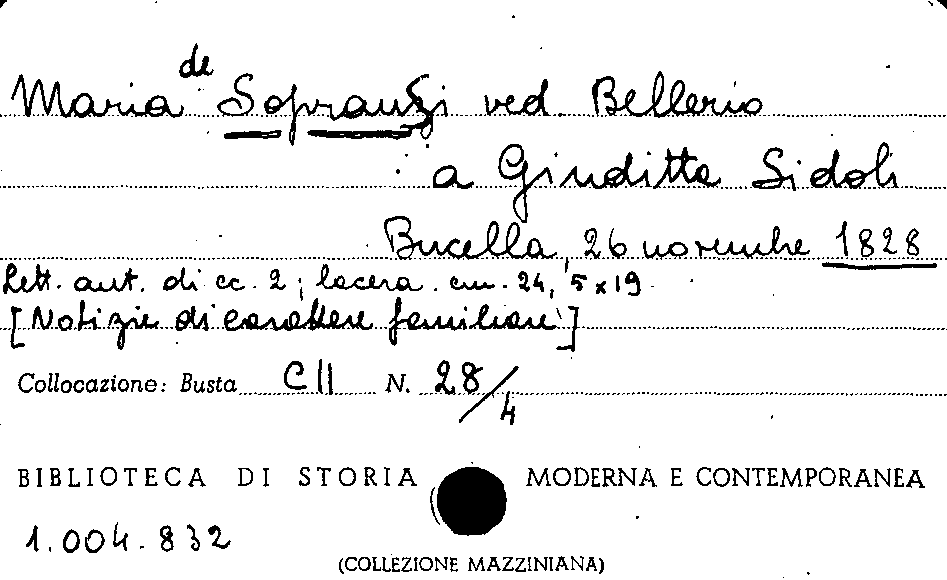 Maria de Sopransi ved. Bellerio
a Giuditta Sidoli
Bucella, 26 novembre 1828
Lett. aut. di cc. 2; lacera. cm. 24,5 x 19.
[Notizie di carattere familiare]
Collocazione: Busta CII N. 28/4
BIBLIOTECA DI STORIA MODERNA E CONTEMPORANEA
1.004.832
(COLLEZIONE MAZZINIANA)